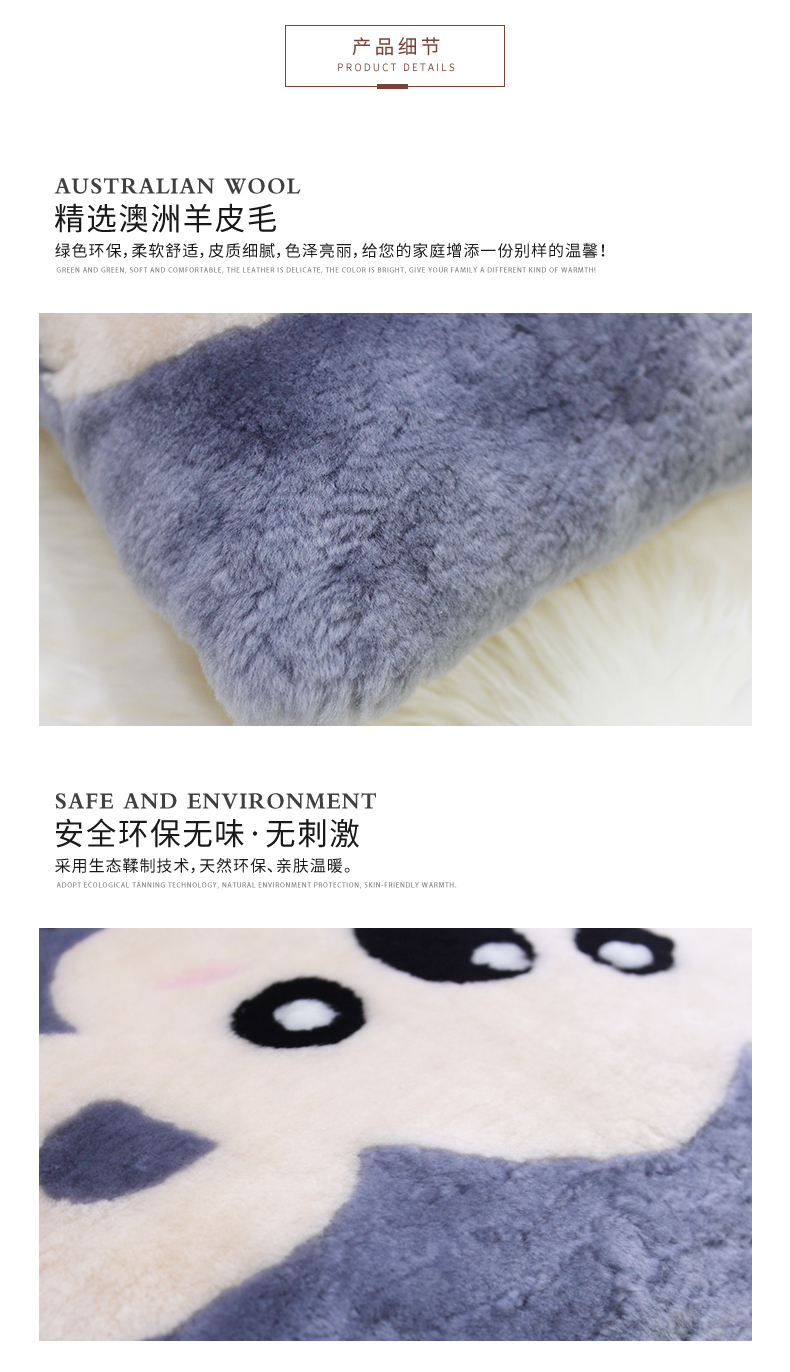 产品细节
PRODUCT DETAILS
AUSTRALIAN WOOL
精选澳洲羊皮毛
绿色环保,柔软舒适,皮质细腻,色泽亮丽,给您的家庭增添一份别样的温馨!
GREEN AND GREEN, SOFT AND COMFORTABLE, THE LEATHER IS DELICATE, THE COLOR IS BRIGHT, GIVE YOUR FAMILY A DIFFERENT KIND OF WARMTH!
SAFE AND ENVIRONMENT
安全环保无味·无刺激
采用生态鞣制技术,天然环保、亲肤温暖。
ADOPT ECOLOGICAL TANNING TECHNOLOGY, NATURAL ENVIRONMENT PROTECTION, SKIN-FRIENDLY WARMTH.